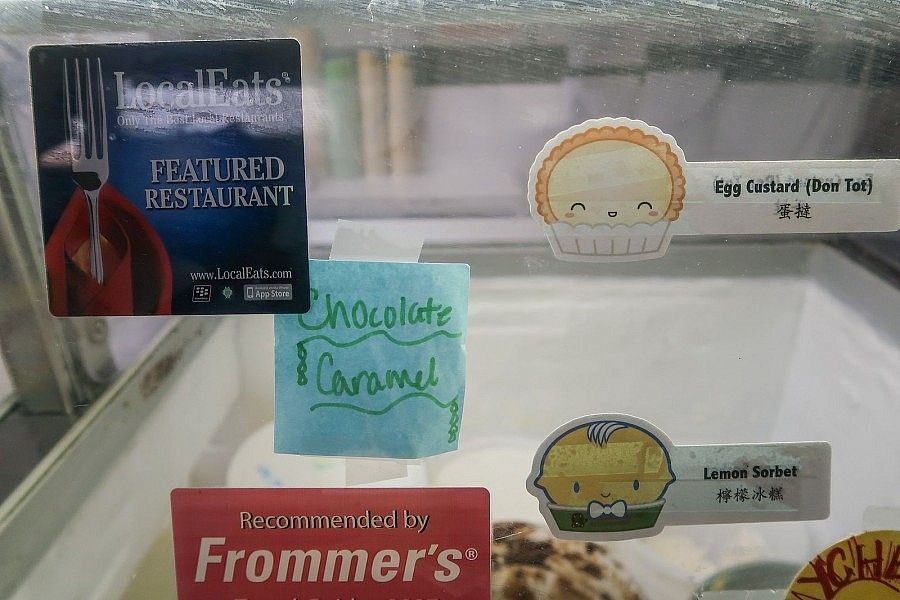 LocalEats®
Only The Best Local Restaurants
FEATURED
RESTAURANT
www.LocalEats.com
App Store
Chocolate
Caramel
Recommended by
Frommer's®
Egg Custard (Don Tot)
蛋撻
Lemon Sorbet
檸檬冰糕